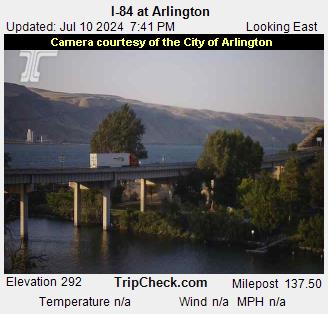 I-84 at Arlington
Updated: Jul 10 2024 7:41 PM Looking East
Camera courtesy of the City of Arlington
Elevation 292 TripCheck.com Milepost 137.50
Temperature n/a Wind n/a MPH n/a